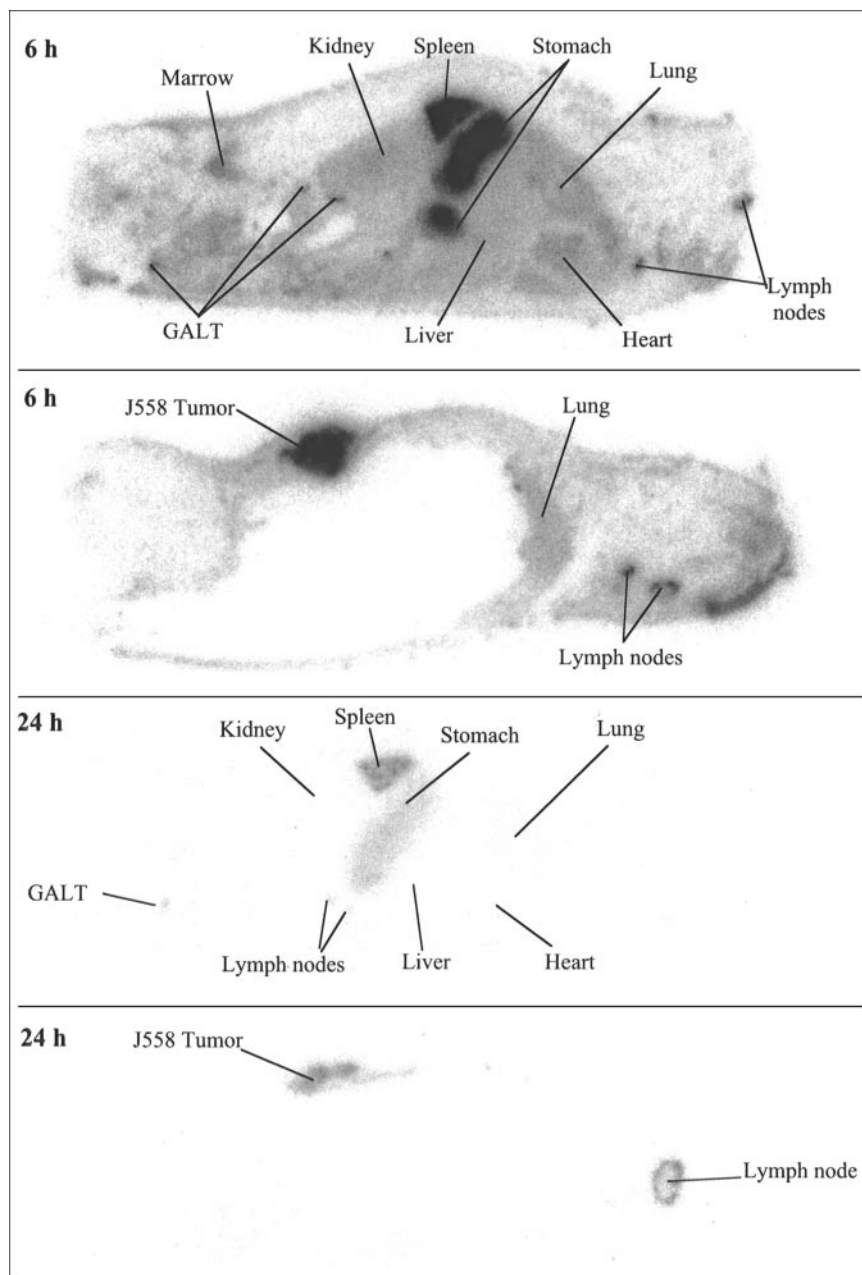 6 h
Kidney
Spleen
Stomach
Marrow
Lung
GALT
Liver
Heart
Lymph
nodes
6 h
J558 Tumor
Lung
Lymph nodes
24 h
Kidney
Spleen
Stomach
Lung
GALT
Lymph nodes
Liver
Heart
24 h
J558 Tumor
Lymph node